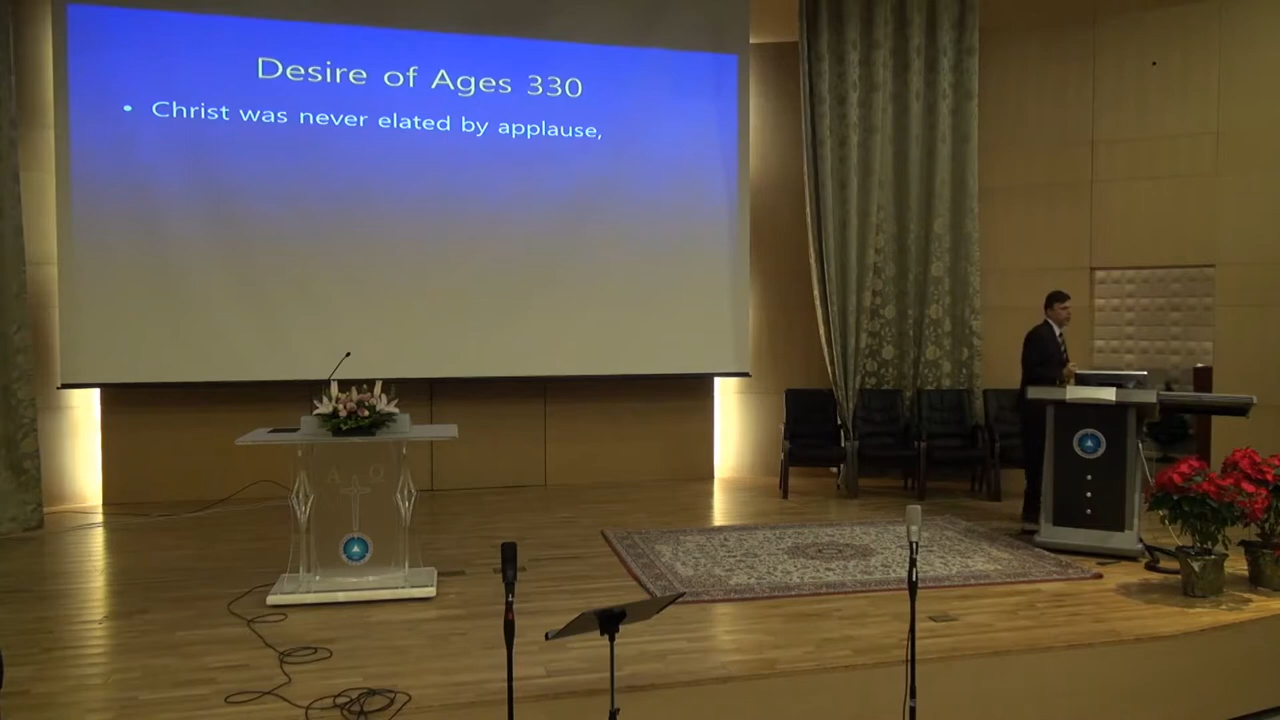 Desire of Ages 330
• Christ was never elated by applause,
Α Ω